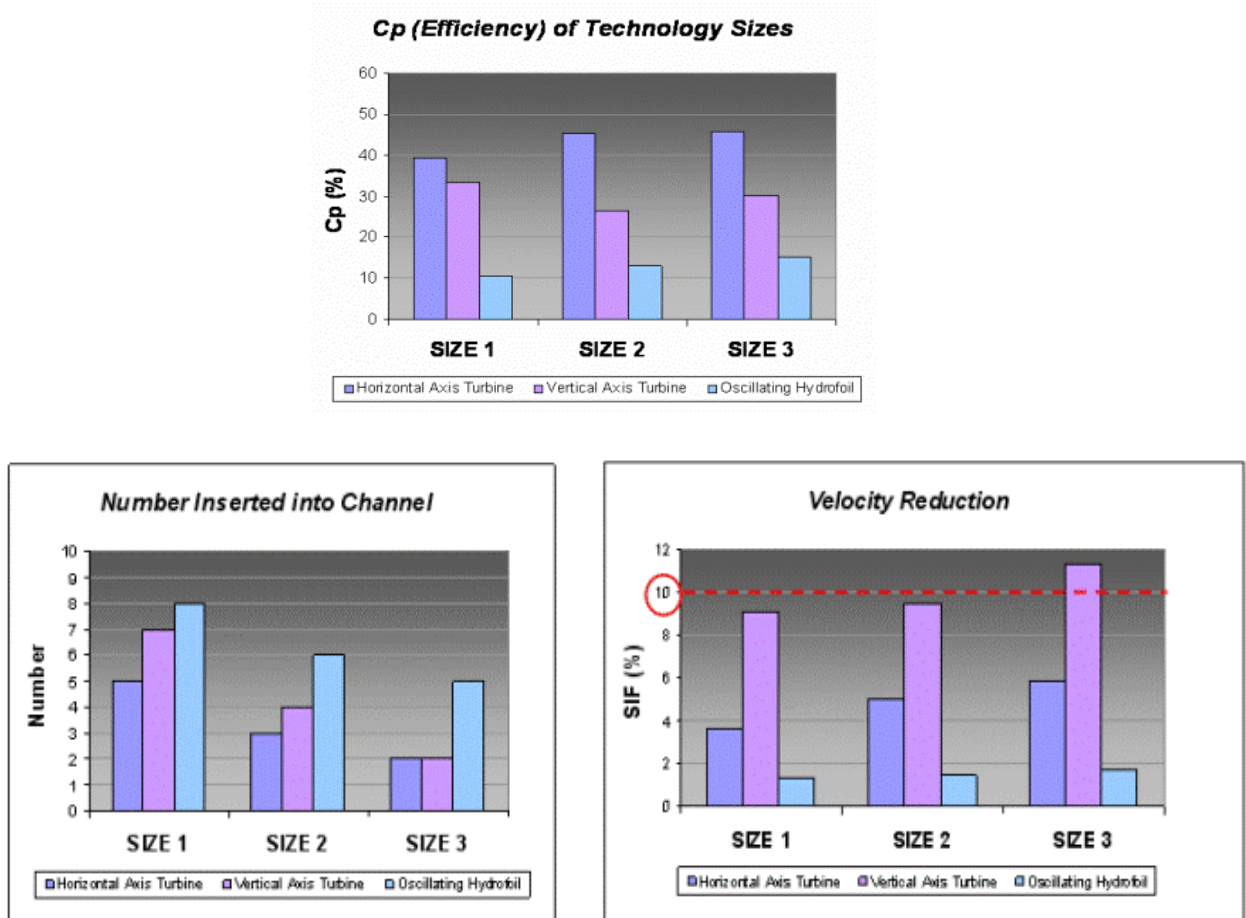 Cp (Efficiency) of Technology Sizes
60
50
40
30
20
10
0
Cp (%)
SIZE 1 SIZE 2 SIZE 3
Horizontal Axis Turbine Vertical Axis Turbine Oscillating Hydrofoil
Number Inserted into Channel
10
9
8
7
6
5
4
3
2
1
0
Number
SIZE 1 SIZE 2 SIZE 3
Horizontal Axis Turbine Vertical Axis Turbine Oscillating Hydrofoil
Velocity Reduction
12
10
8
6
4
2
0
SIF (%)
SIZE 1 SIZE 2 SIZE 3
Horizontal Axis Turbine Vertical Axis Turbine Oscillating Hydrofoil